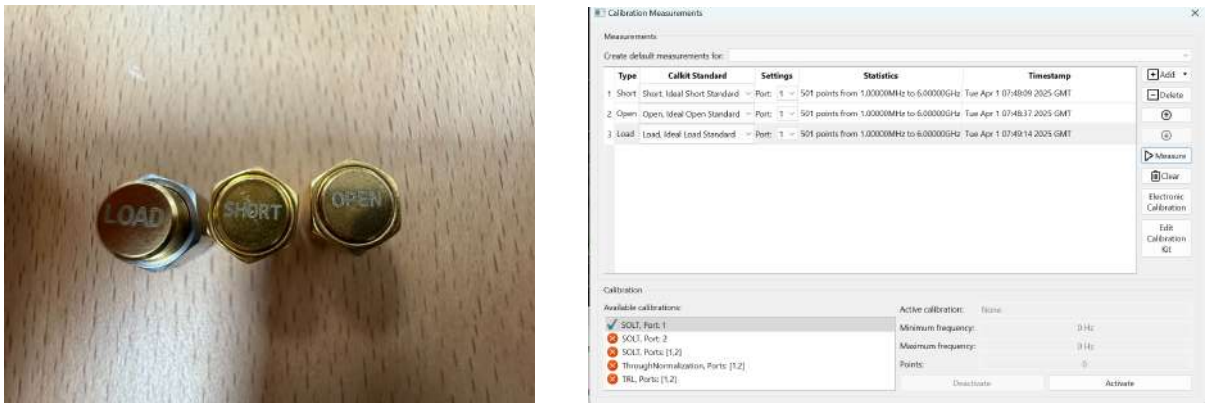 LOAD
SHORT
OPEN
Calibration Measurements
Measurements
Create default measurements for:
Type Calkit Standard Settings Statistics Timestamp
1 Short Short, Ideal Short Standard Port: 1 501 points from 1.00000MHz to 6.00000GHz Tue Apr 1 07:48:09 2025 GMT
2 Open Open, Ideal Open Standard Port: 1 501 points from 1.00000MHz to 6.00000GHz Tue Apr 1 07:48:37 2025 GMT
3 Load Load, Ideal Load Standard Port: 1 501 points from 1.00000MHz to 6.00000GHz Tue Apr 1 07:49:14 2025 GMT
Add
Delete
Measure
Clear
Electronic
Calibration
Edit
Calibration
Kit
Calibration
Available calibrations:
SOLT, Port: 1
SOLT, Port: 2
SOLT, Ports: [1,2]
ThroughNormalization, Ports: [1,2]
TRL, Ports: [1,2]
Active calibration: None
Minimum frequency: 0 Hz
Maximum frequency: 0 Hz
Points: 0
Deactivate
Activate